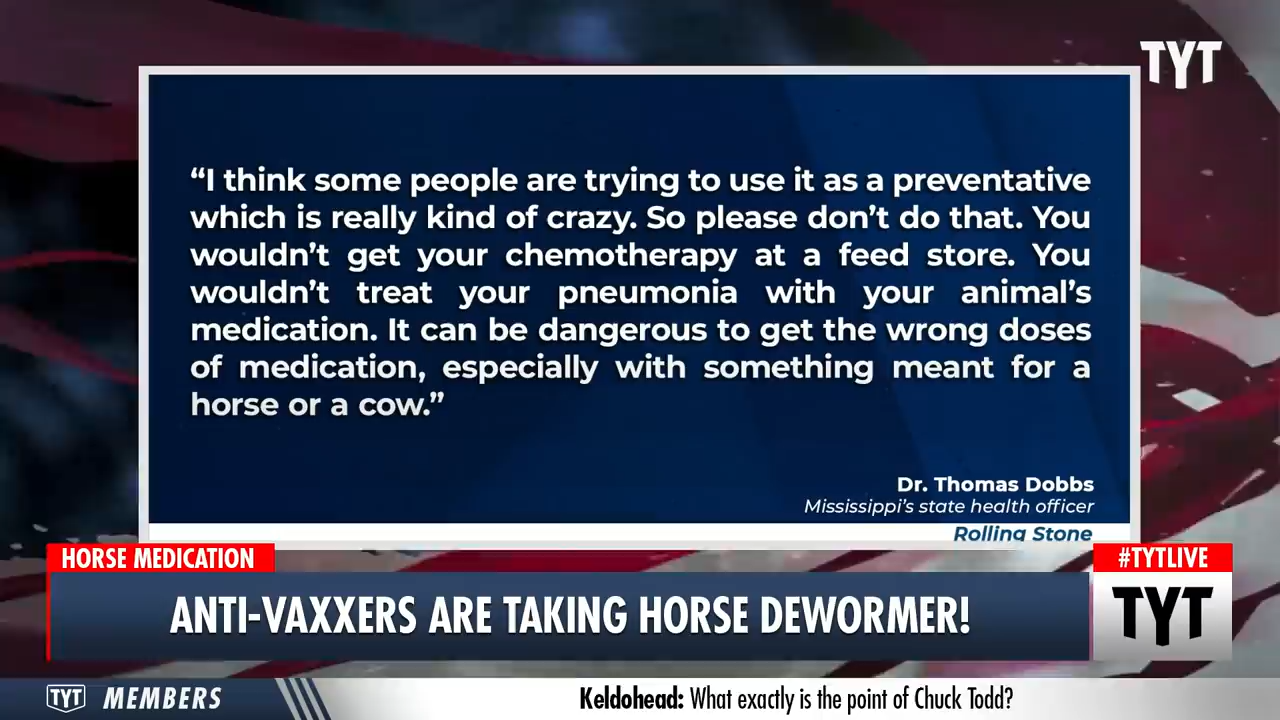 TYT
“I think some people are trying to use it as a preventative
which is really kind of crazy. So please don’t do that. You
wouldn’t get your chemotherapy at a feed store. You
wouldn’t treat your pneumonia with your animal’s
medication. It can be dangerous to get the wrong doses
of medication, especially with something meant for a
horse or a cow.”
Dr. Thomas Dobbs
Mississippi’s state health officer
Rolling Stone
HORSE MEDICATION
#TYTLIVE
ANTI-VAXXERS ARE TAKING HORSE DEWORMER!
TYT
TYT MEMBERS
Keldohead: What exactly is the point of Chuck Todd?